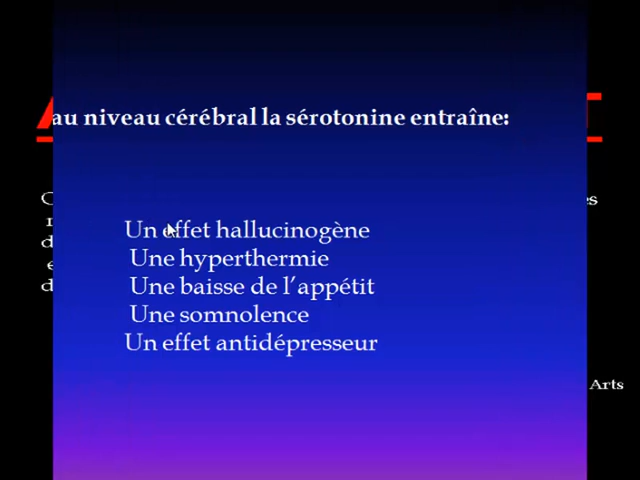 au niveau cérébral la sérotonine entraîne:
Un effet hallucinogène
Une hyperthermie
Une baisse de l’appétit
Une somnolence
Un effet antidépresseur
Arts